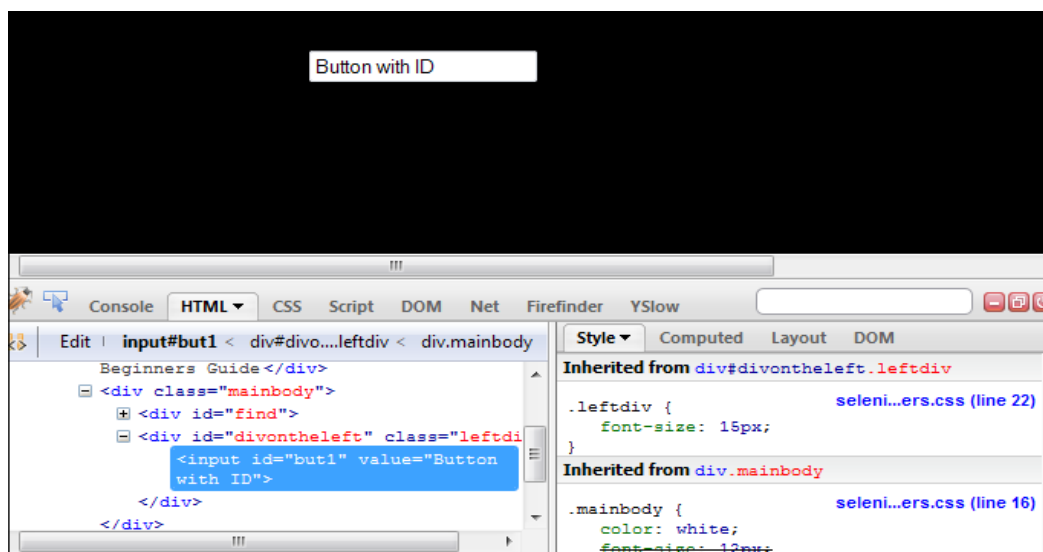 Button with ID
Console HTML CSS Script DOM Net Firefinder YSlow
Edit input#but1 < div#divo....leftdiv < div.mainbody
Beginners Guide</div>
<div class="mainbody">
<div id="find">
<div id="divontheleft" class="leftdi
<input id="but1" value="Button
with ID">
</div>
</div>
Style Computed Layout DOM
Inherited from div#divontheleft.leftdiv
.leftdiv { seleni...ers.css (line 22)
font-size: 15px;
}
Inherited from div.mainbody
.mainbody { seleni...ers.css (line 16)
color: white;
font-size: 12px;